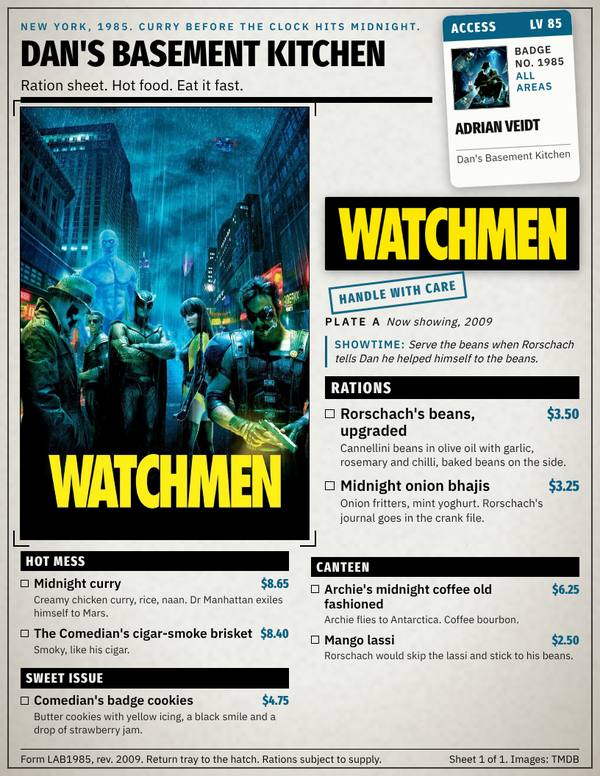 NEW YORK, 1985. CURRY BEFORE THE CLOCK HITS MIDNIGHT.
DAN'S BASEMENT KITCHEN
Ration sheet. Hot food. Eat it fast.
ACCESS LV 85
BADGE
NO. 1985
ALL
AREAS
ADRIAN VEIDT
Dan's Basement Kitchen
WATCHMEN
WATCHMEN
HANDLE WITH CARE
PLATE A Now showing, 2009
SHOWTIME: Serve the beans when Rorschach
tells Dan he helped himself to the beans.
RATIONS
Rorschach's beans, $3.50
upgraded
Cannellini beans in olive oil with garlic,
rosemary and chilli, baked beans on the side.
Midnight onion bhajis $3.25
Onion fritters, mint yoghurt. Rorschach's
journal goes in the crank file.
HOT MESS
Midnight curry $8.65
Creamy chicken curry, rice, naan. Dr Manhattan exiles
himself to Mars.
The Comedian's cigar-smoke brisket $8.40
Smoky, like his cigar.
SWEET ISSUE
Comedian's badge cookies $4.75
Butter cookies with yellow icing, a black smile and a
drop of strawberry jam.
CANTEEN
Archie's midnight coffee old $6.25
fashioned
Archie flies to Antarctica. Coffee bourbon.
Mango lassi $2.50
Rorschach would skip the lassi and stick to his beans.
Form LAB1985, rev. 2009. Return tray to the hatch. Rations subject to supply.
Sheet 1 of 1. Images: TMDB